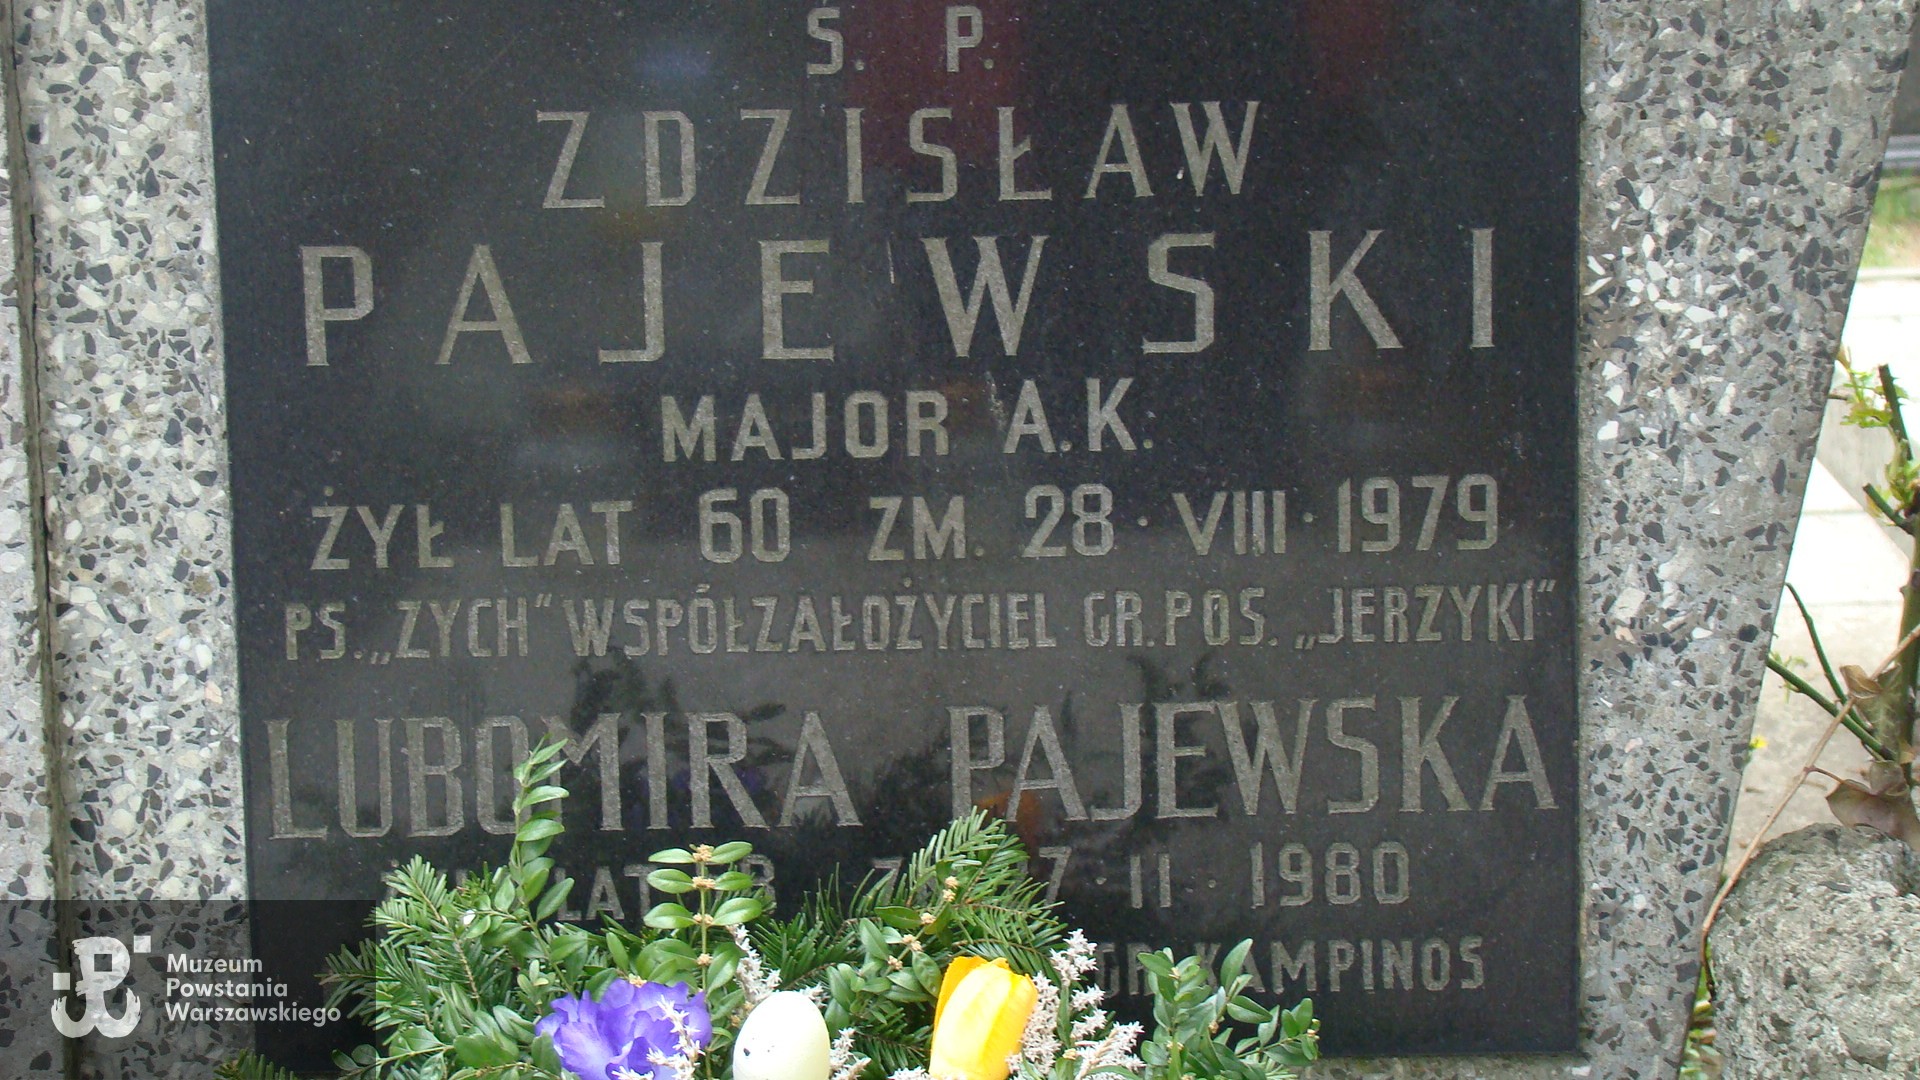 Ś. P.
ZDZISŁAW
PAJEWSKI
MAJOR A.K.
ŻYŁ LAT 60 ZM. 28 · VIII · 1979
PS. „ZYCH“ WSPÓŁZAŁOŻYCIEL GR. POS. „JERZYKI“
LUBOMIRA PAJEWSKA
LAT II · 1980
GR. KAMPINOS
Muzeum
Powstania
Warszawskiego